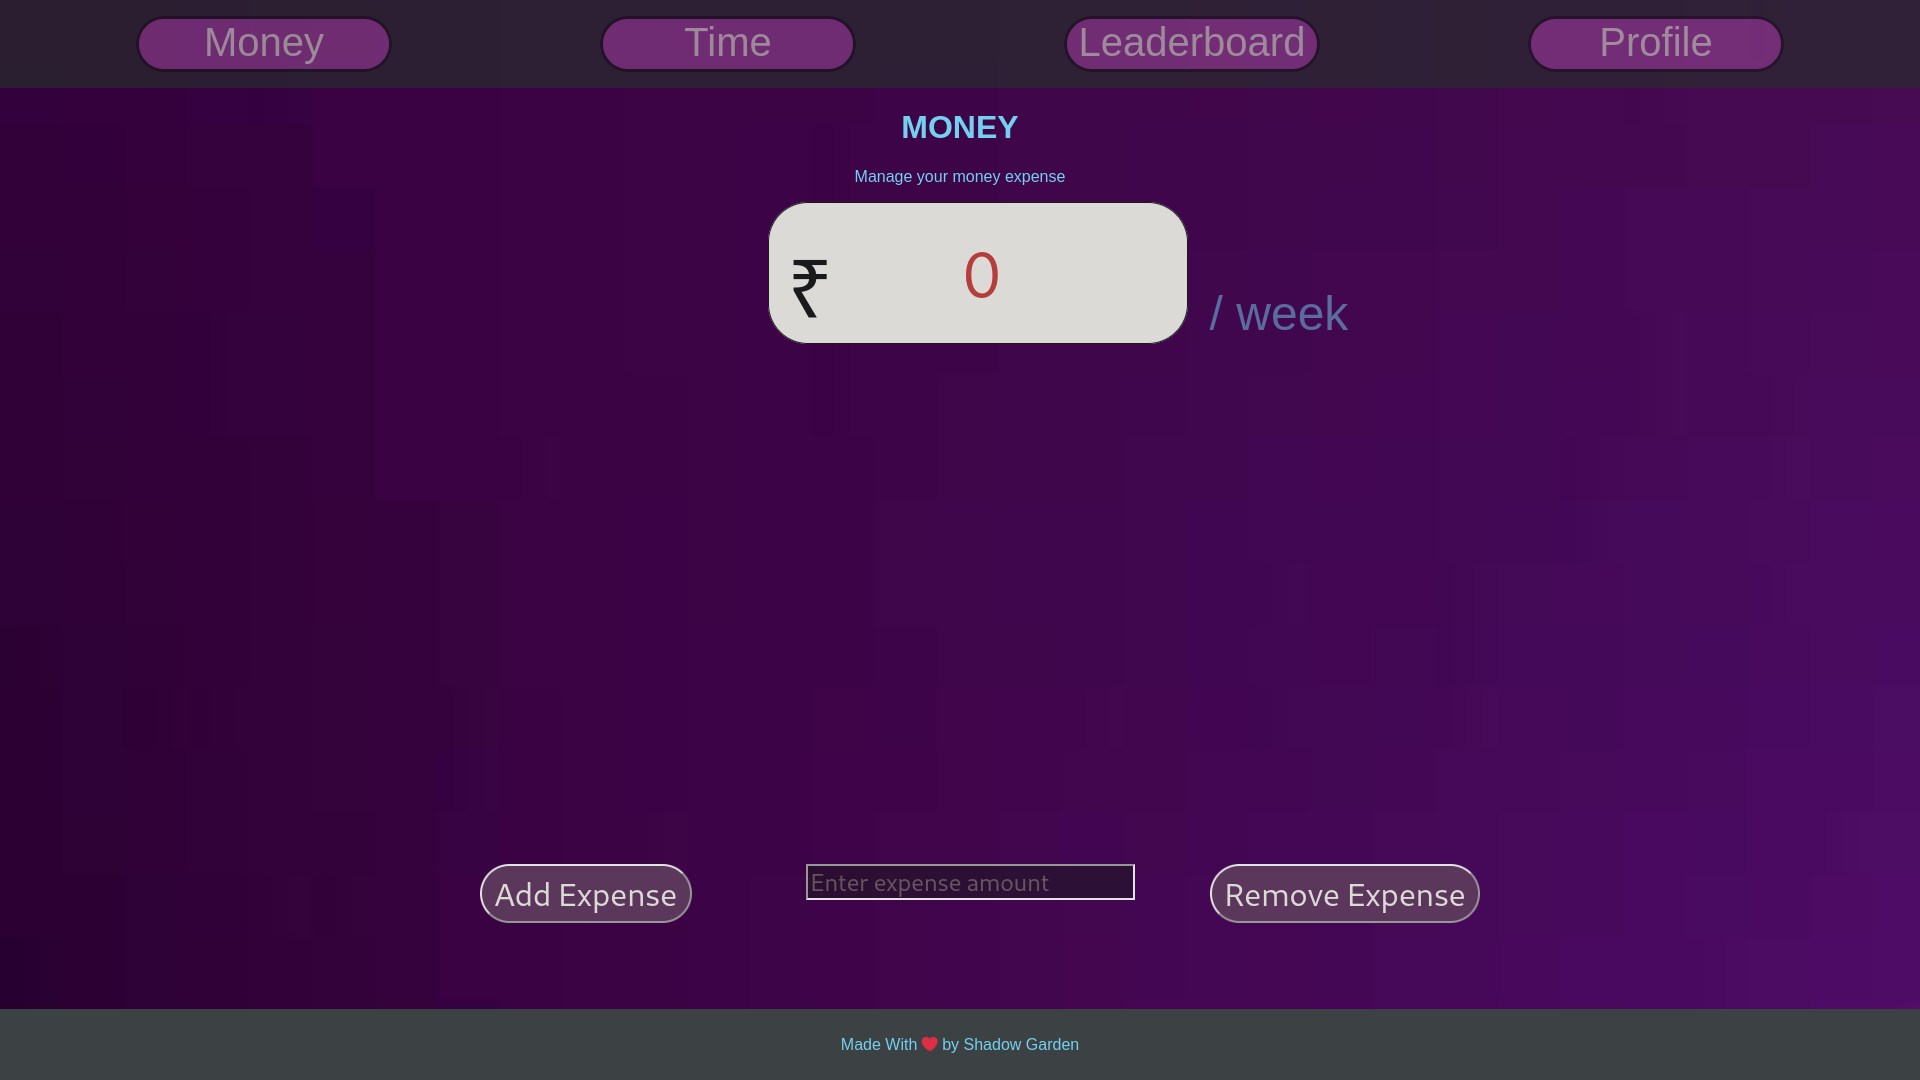 Money Time Leaderboard Profile
MONEY
Manage your money expense
₹ 0 / week
Add Expense Enter expense amount Remove Expense
Made With ❤️ by Shadow Garden